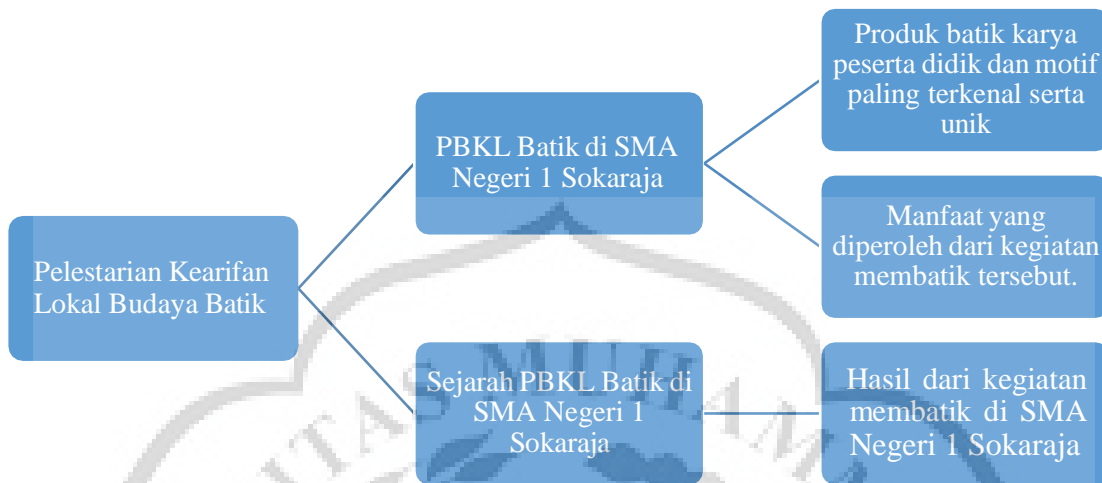 Pelestarian Kearifan
Lokal Budaya Batik
PBKL Batik di SMA
Negeri 1 Sokaraja
Produk batik karya
peserta didik dan motif
paling terkenal serta
unik
Manfaat yang
diperoleh dari kegiatan
membatik tersebut.
Sejarah PBKL Batik di
SMA Negeri 1
Sokaraja
Hasil dari kegiatan
membatik di SMA
Negeri 1 Sokaraja